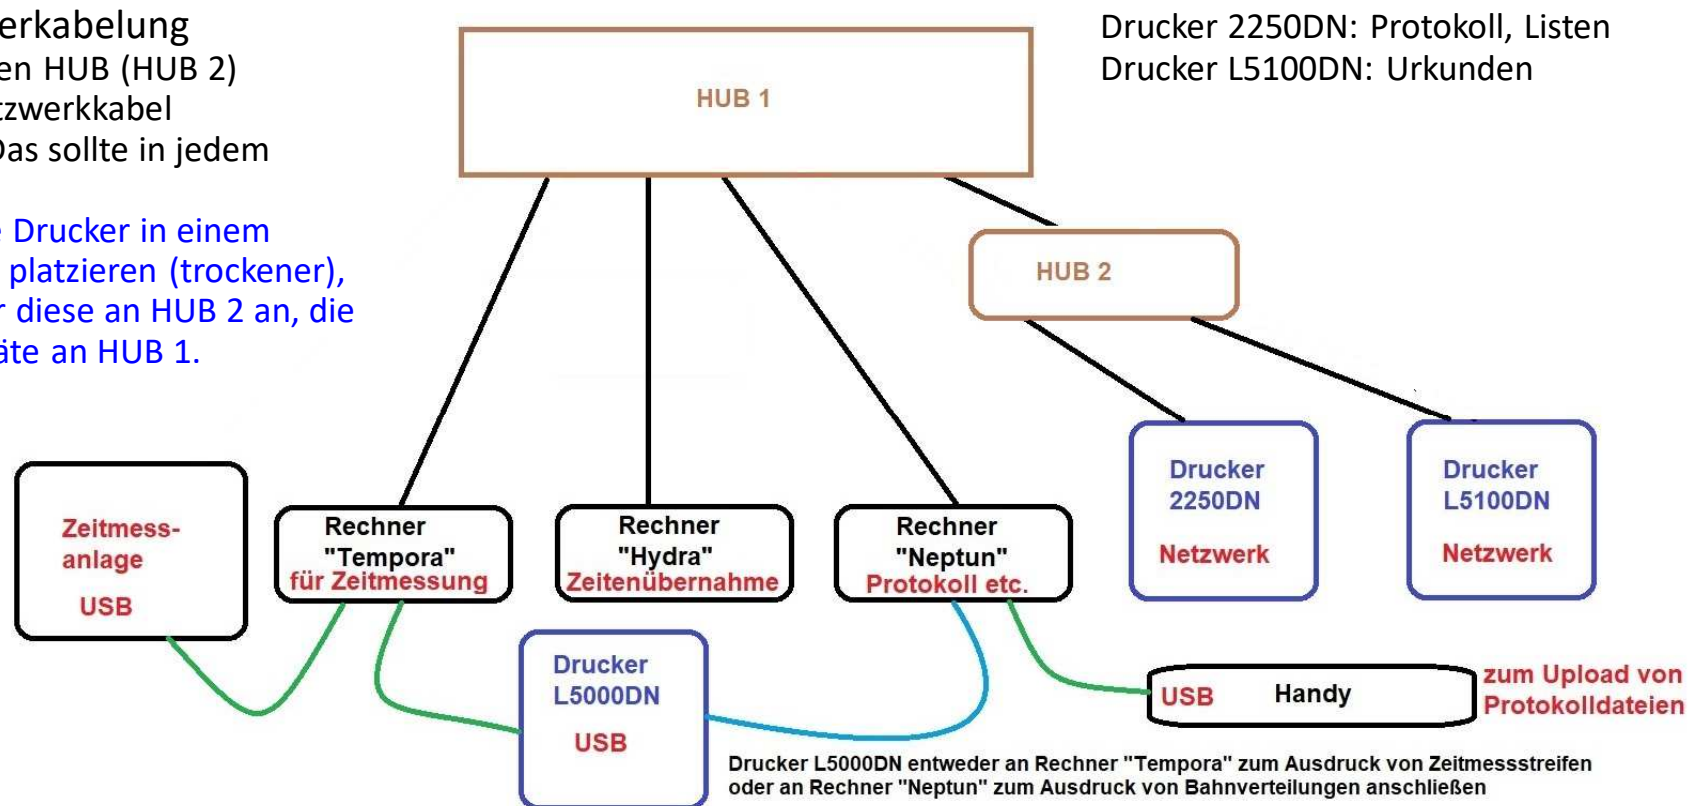 erkabelung
en HUB (HUB 2)
tzwerkkabel
Das sollte in jedem
e Drucker in einem
platzieren (trockener),
r diese an HUB 2 an, die
äte an HUB 1.
Drucker 2250DN: Protokoll, Listen
Drucker L5100DN: Urkunden
HUB 1
HUB 2
Zeitmess-
anlage
USB
Rechner
"Tempora"
für Zeitmessung
Rechner
"Hydra"
Zeitenübernahme
Rechner
"Neptun"
Protokoll etc.
Drucker
2250DN
Netzwerk
Drucker
L5100DN
Netzwerk
Drucker
L5000DN
USB
USB Handy
zum Upload von
Protokolldateien
Drucker L5000DN entweder an Rechner "Tempora" zum Ausdruck von Zeitmessstreifen
oder an Rechner "Neptun" zum Ausdruck von Bahnverteilungen anschließen